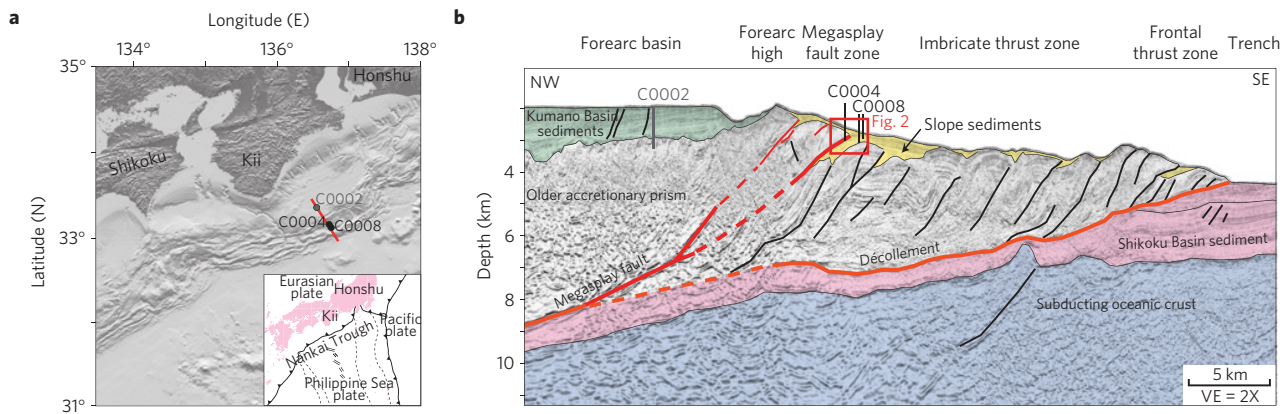 a
Longitude (E)
134° 136° 138°
35°
Honshu
Shikoku
Kii
C0002
C0004 C0008
33°
Latitude (N)
31°
Eurasian
plate
Honshu
Kii
Pacific
plate
Nankai Trough
Philippine Sea
plate
b
Forearc basin
Forearc
high
Megasplay
fault zone
Imbricate thrust zone
Frontal
thrust zone
Trench
NW
SE
C0002
C0004
C0008
Fig. 2
Kumano Basin
sediments
Slope sediments
Older accretionary prism
Megasplay fault
Décollement
Shikoku Basin sediment
Subducting oceanic crust
Depth (km)
4
6
8
10
5 km
VE = 2X